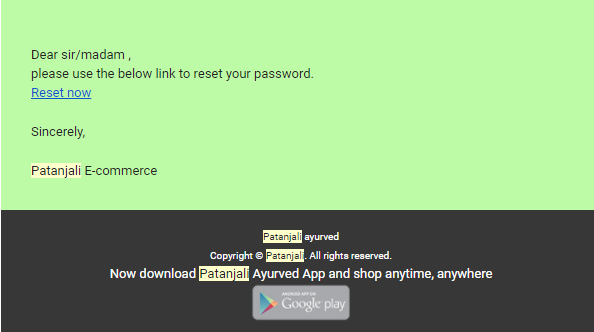 Dear sir/madam ,
please use the below link to reset your password.
Reset now
Sincerely,
Patanjali E-commerce
Patanjali ayurved
Copyright © Patanjali. All rights reserved.
Now download Patanjali Ayurved App and shop anytime, anywhere
ANDROID APP ON
Google play